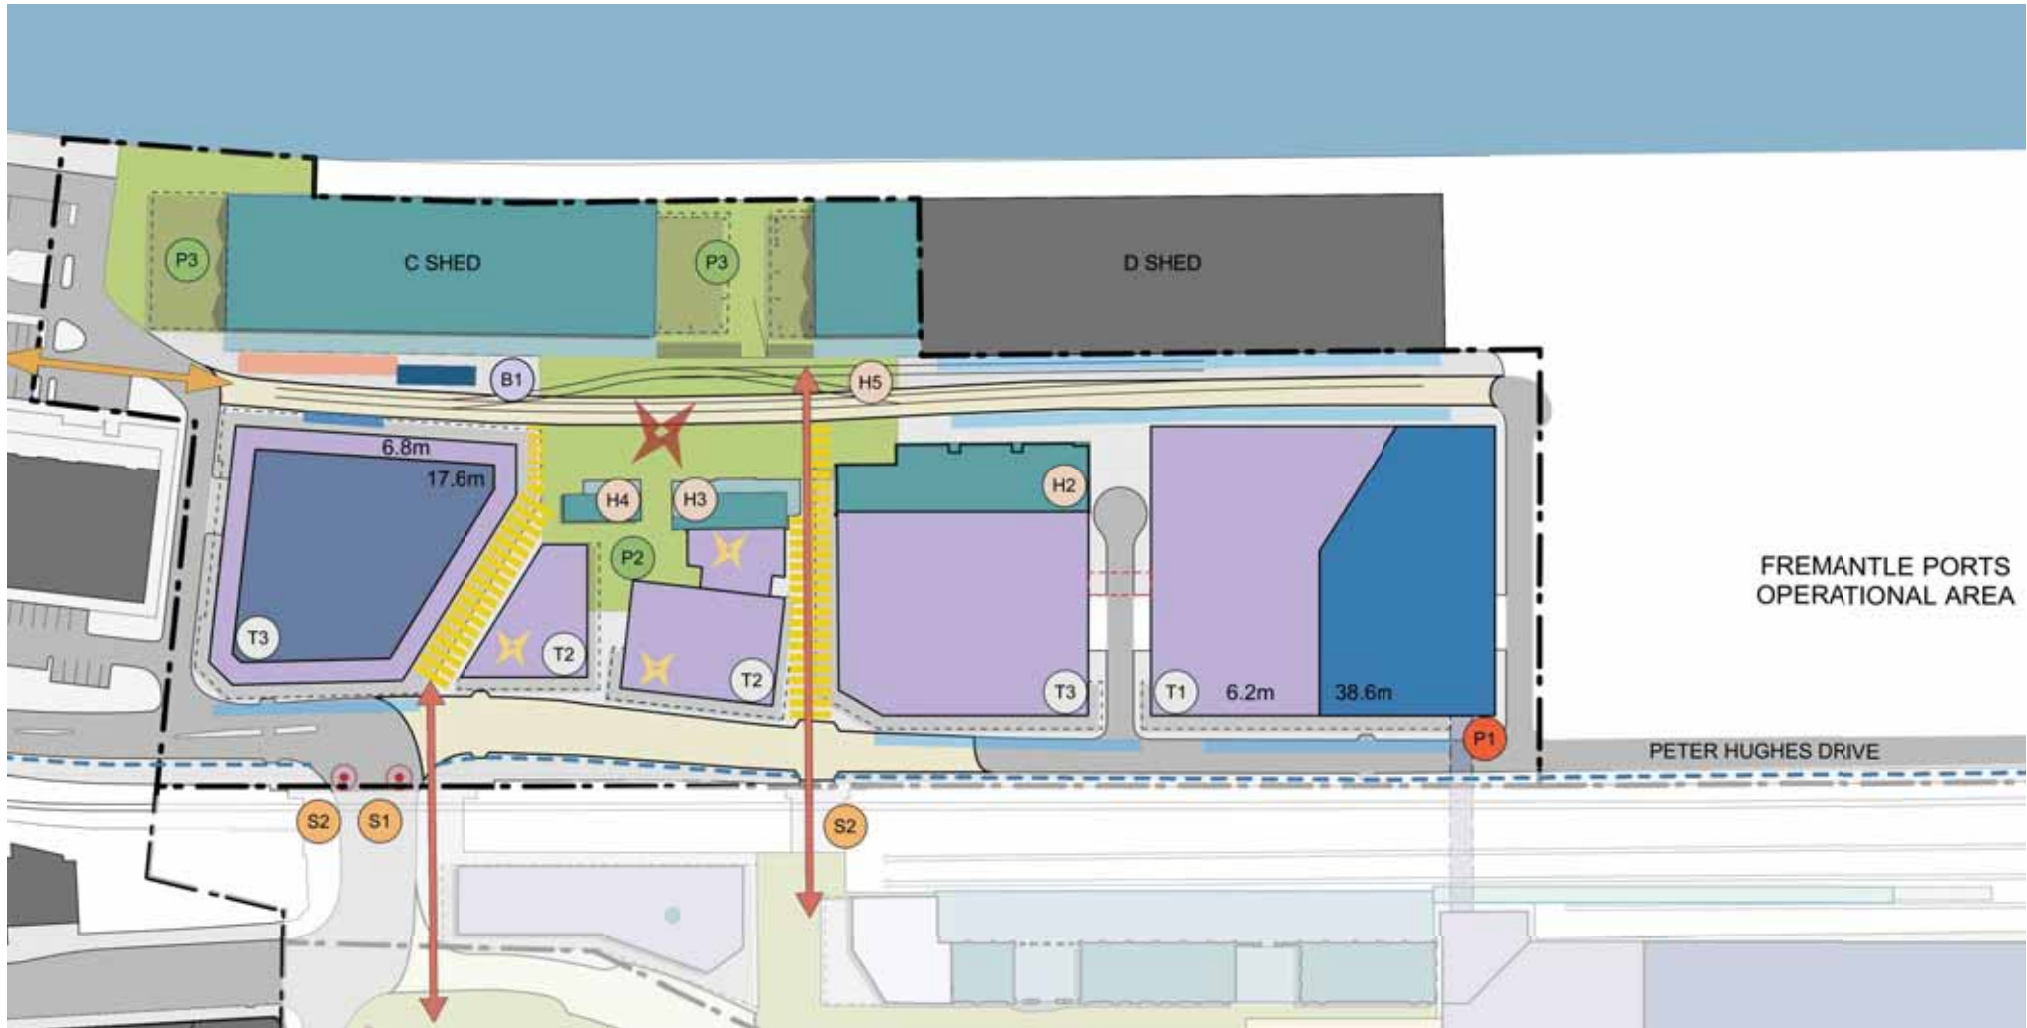 P3
C SHED
P3
D SHED
B1
H5
6.8m
17.6m
H4
H3
H2
P2
FREMANTLE PORTS
OPERATIONAL AREA
T3
T2
T2
T3
T1
6.2m
38.6m
P1
PETER HUGHES DRIVE
S2
S1
S2